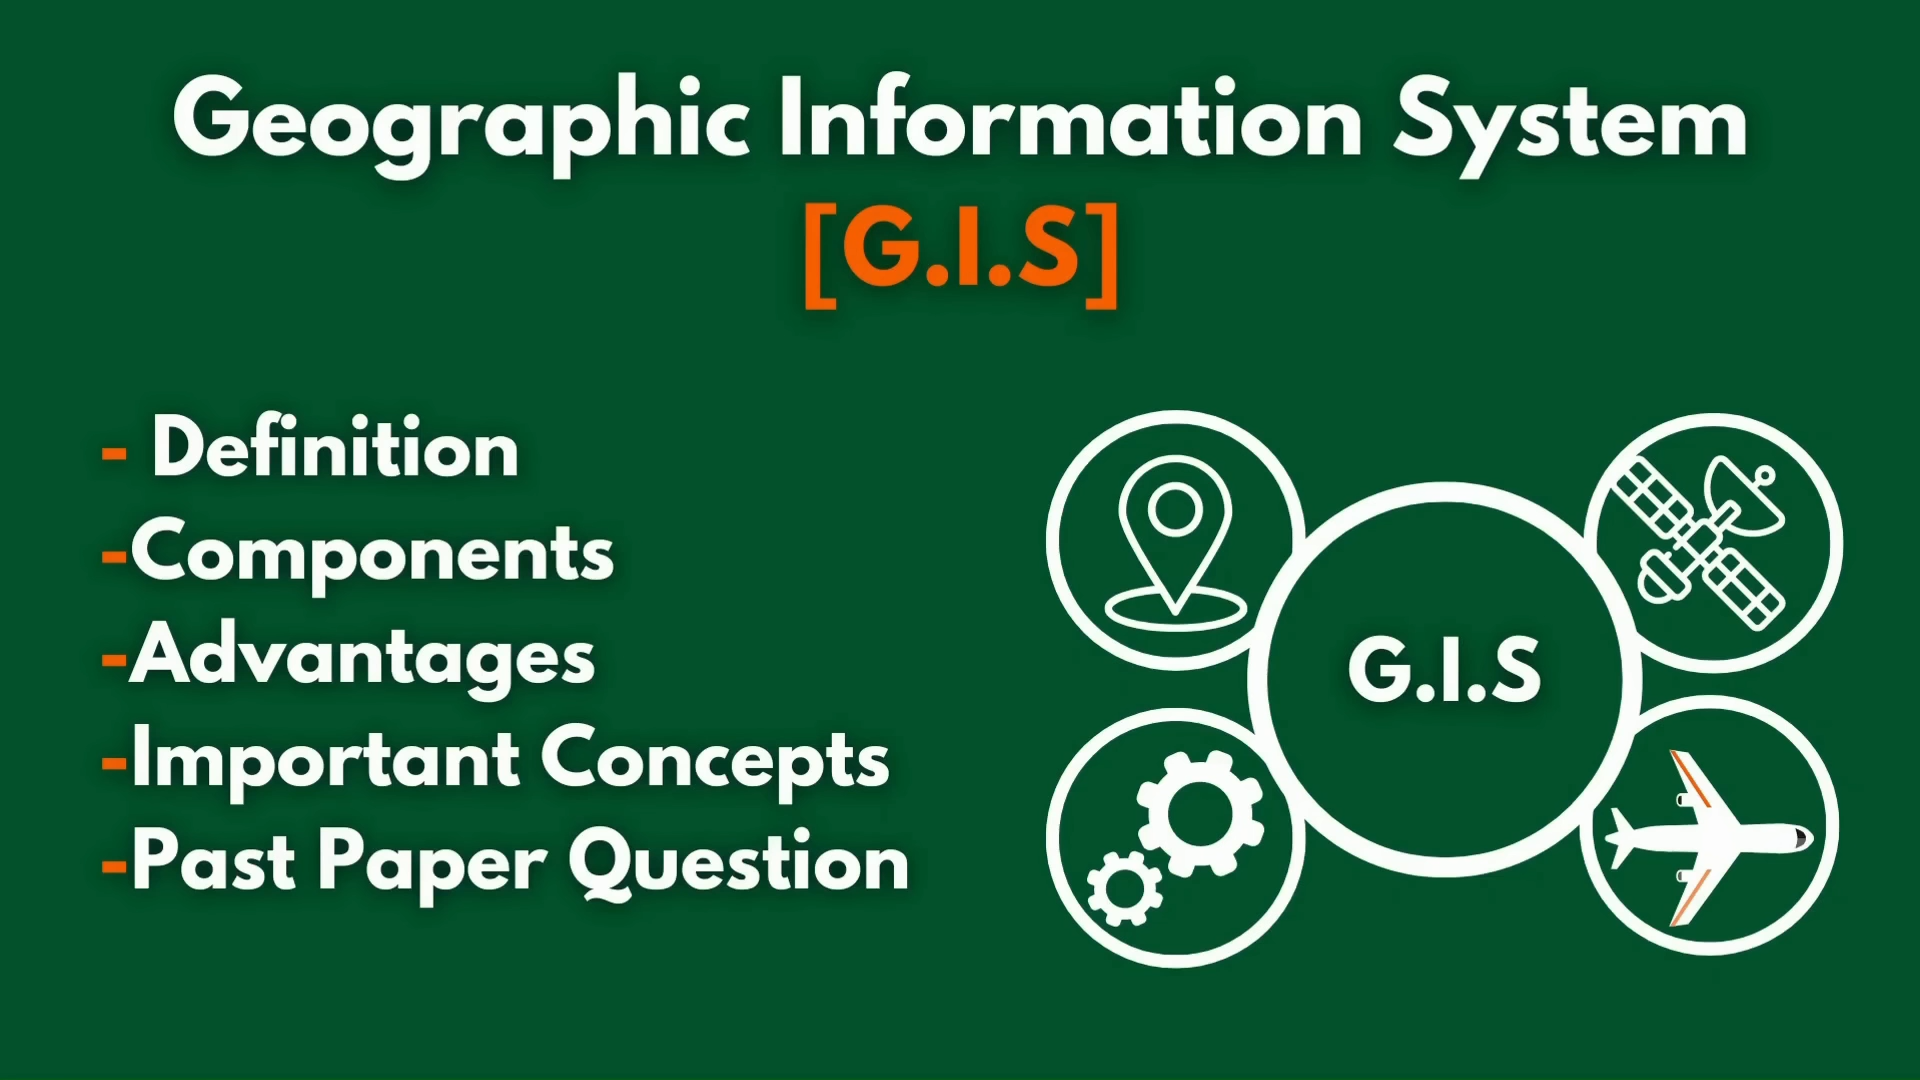 Geographic Information System
[G.I.S]
- Definition
-Components
-Advantages
-Important Concepts
-Past Paper Question
G.I.S